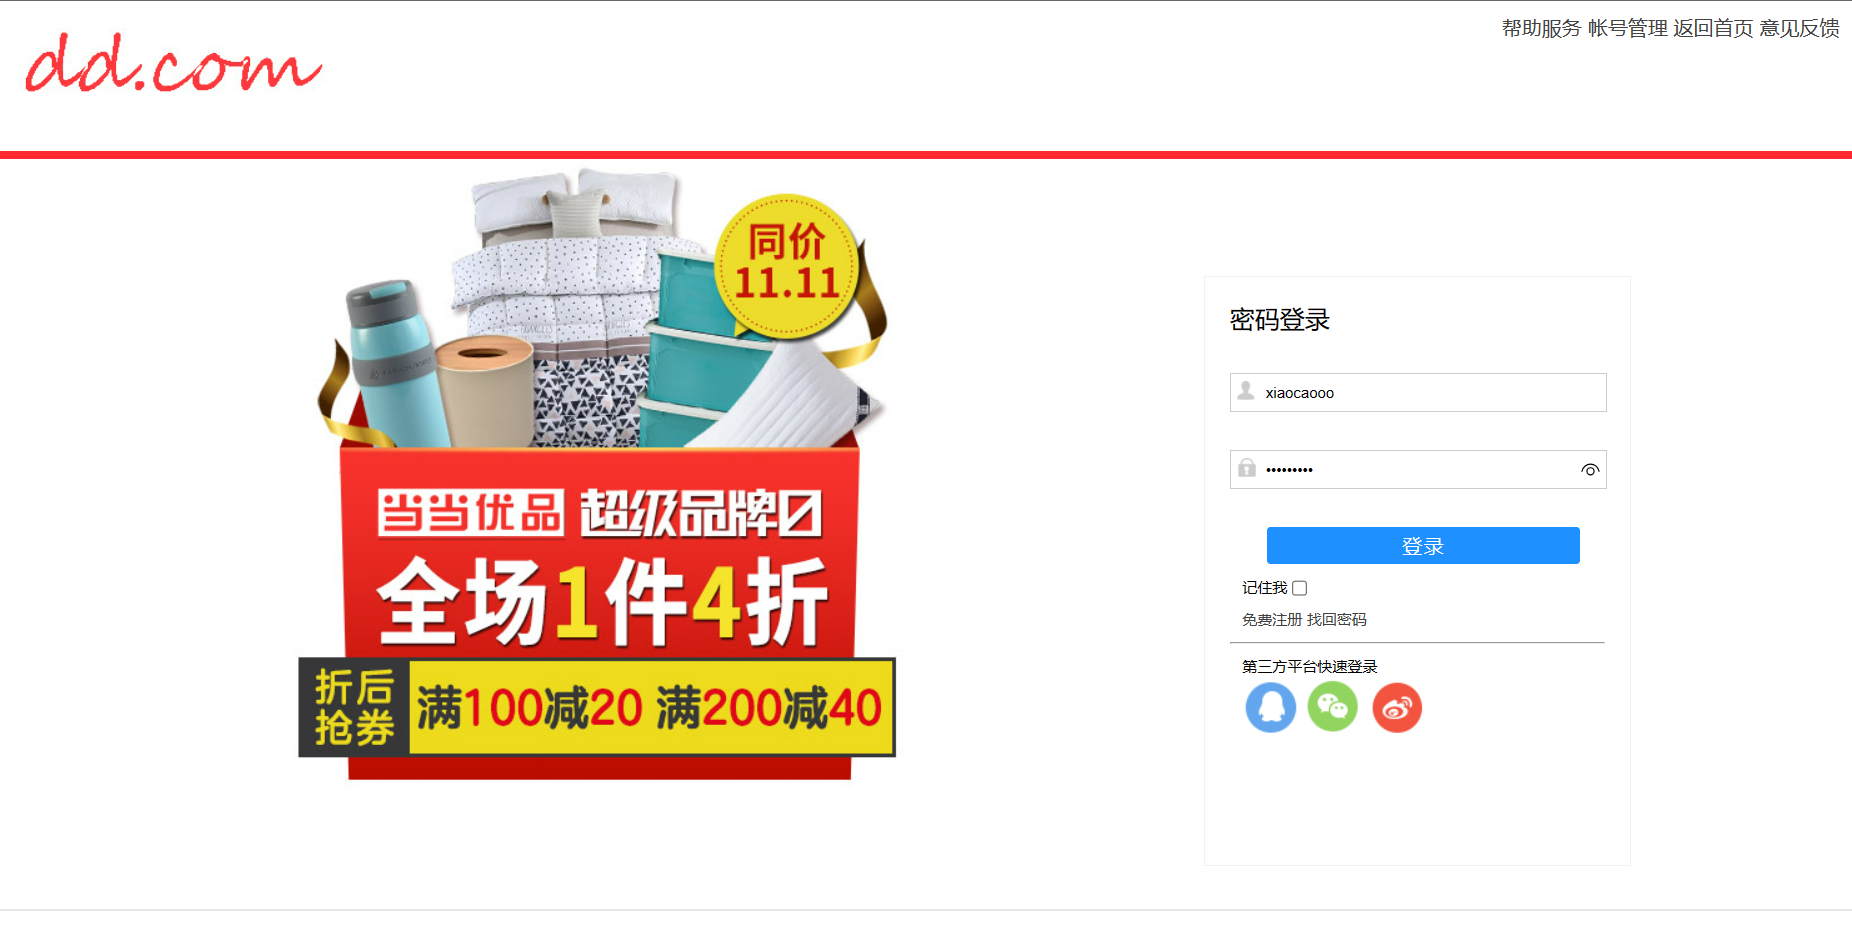 帮助服务 帐号管理 返回首页 意见反馈
dd.com
同价
11.11
当当优品 超级品牌日
全场1件4折
折后抢券 满100减20 满200减40
密码登录
xiaocaooo
•••••••••
登录
记住我
免费注册 找回密码
第三方平台快速登录